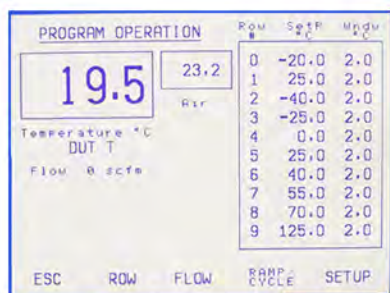 PROGRAM OPERATION
19.5
23.2
Air
Temperature °C
DUT T
Flow 0 scfm
Row SetP Wndw
# °C °C
0 -20.0 2.0
1 25.0 2.0
2 -40.0 2.0
3 -25.0 2.0
4 0.0 2.0
5 25.0 2.0
6 40.0 2.0
7 55.0 2.0
8 70.0 2.0
9 125.0 2.0
ESC ROW FLOW RAMP CYCLE SETUP